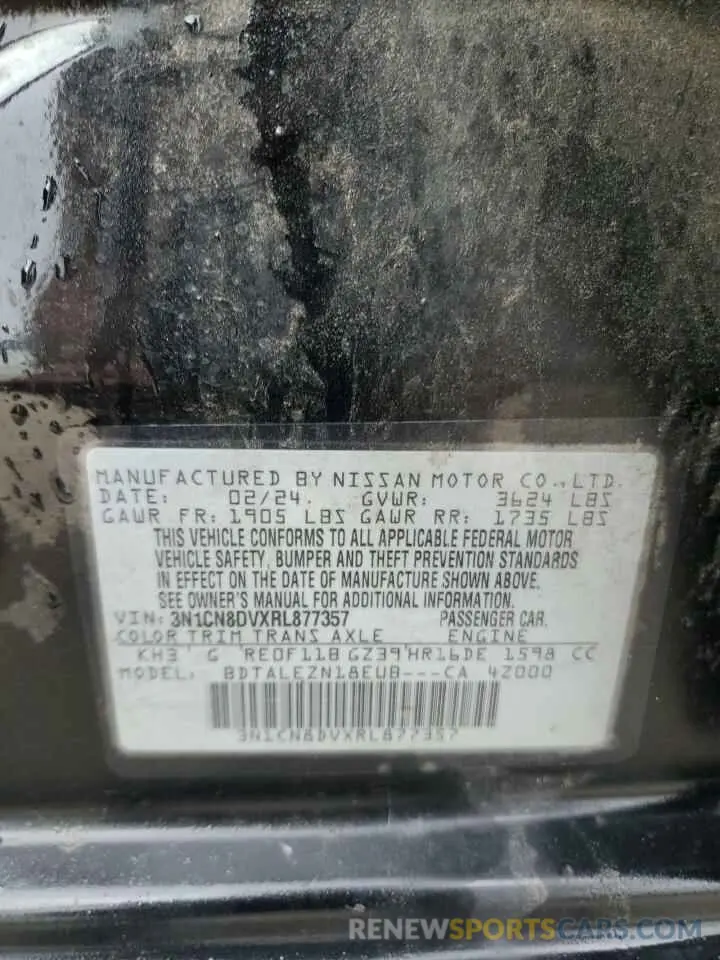 MANUFACTURED BY NISSAN MOTOR CO.,LTD.
DATE: 02/24. GVWR: 3624 LBS
GAWR FR: 1905 LBS GAWR RR: 1735 LBS
THIS VEHICLE CONFORMS TO ALL APPLICABLE FEDERAL MOTOR
VEHICLE SAFETY, BUMPER AND THEFT PREVENTION STANDARDS
IN EFFECT ON THE DATE OF MANUFACTURE SHOWN ABOVE.
SEE OWNER'S MANUAL FOR ADDITIONAL INFORMATION.
VIN: 3N1CN8DVXRL877357 PASSENGER CAR.
COLOR TRIM TRANS AXLE ENGINE
KH3 G RE0F11B GZ39 HR16DE 1598 CC
MODEL: BDTALEZN18EUB---CA 4Z000
3N1CN8DVXRL877357
RENEWSPORTSCARS.COM